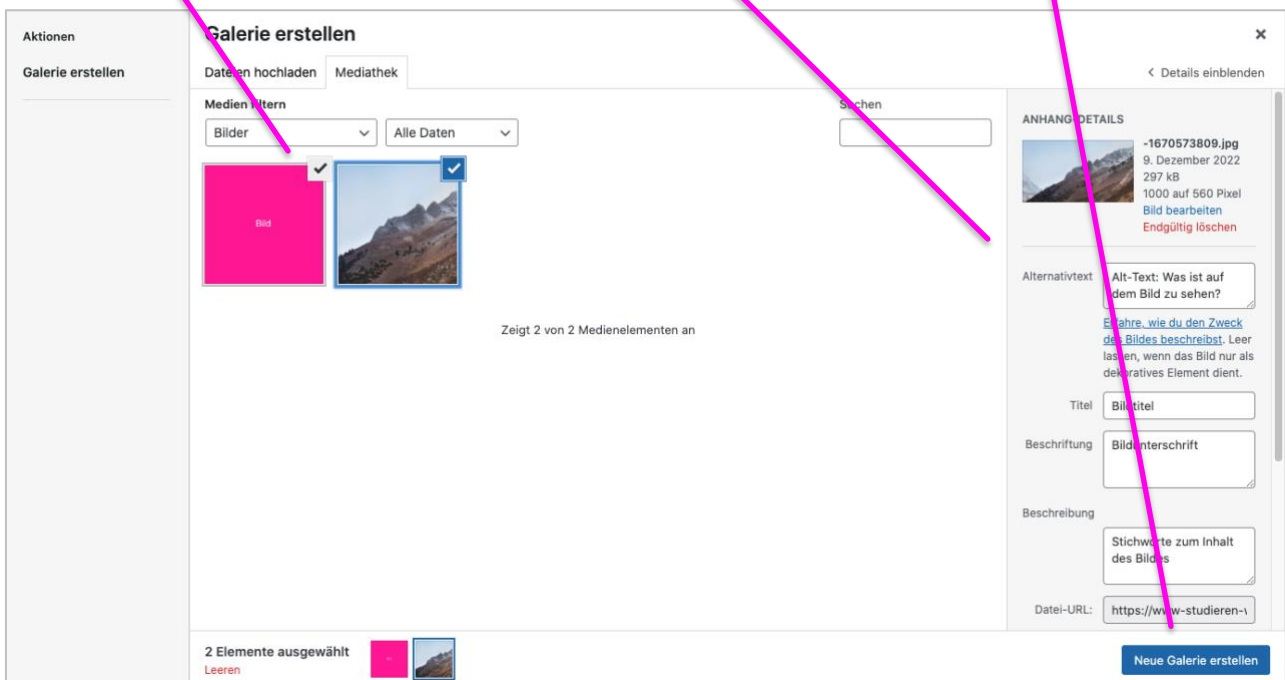 Aktionen
Galerie erstellen
Galerie erstellen
Dateien hochladen
Mediathek
Details einblenden
Medien filtern
Bilder
Alle Daten
Suchen
Bild
Zeigt 2 von 2 Medienelementen an
ANHANG-DETAILS
-1670573809.jpg
9. Dezember 2022
297 kB
1000 auf 560 Pixel
Bild bearbeiten
Endgültig löschen
Alternativtext
Alt-Text: Was ist auf
dem Bild zu sehen?
Erfahre, wie du den Zweck
des Bildes beschreibst. Leer
lassen, wenn das Bild nur als
dekoratives Element dient.
Titel
Bildtitel
Beschriftung
Bildunterschrift
Beschreibung
Stichworte zum Inhalt
des Bildes
Datei-URL:
https://www-studieren-
2 Elemente ausgewählt
Leeren
Neue Galerie erstellen